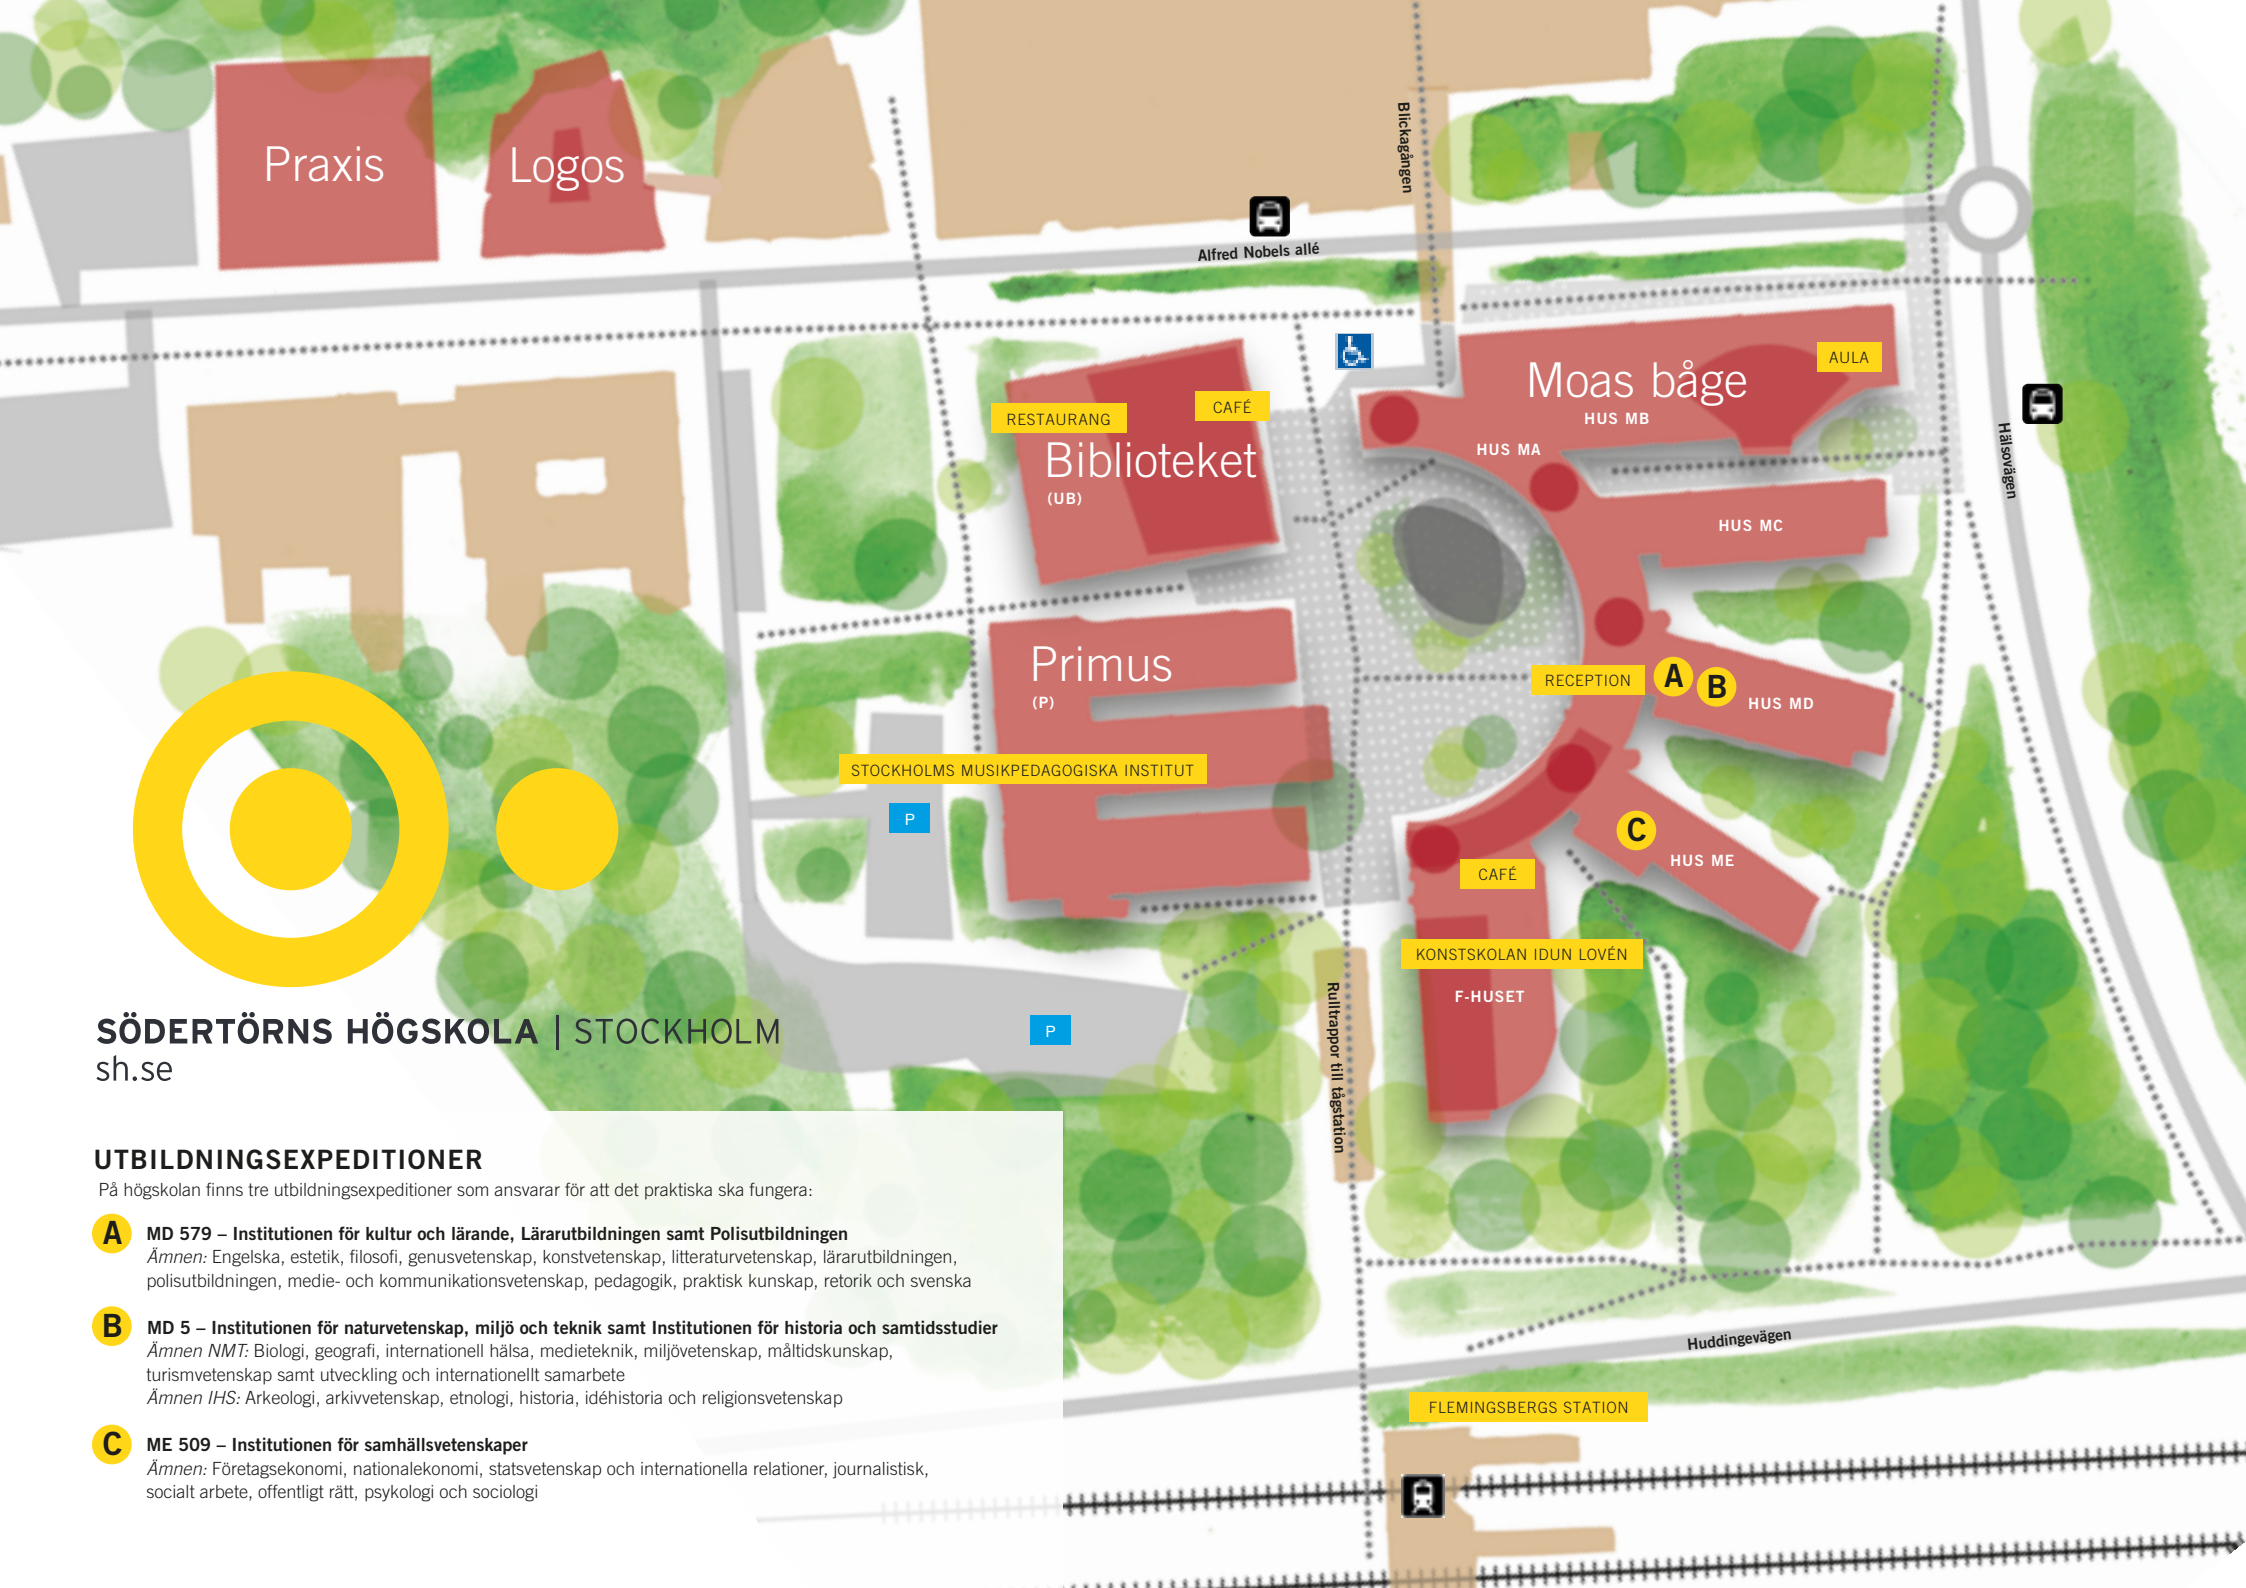 Praxis
Logos
Blickagången
Alfred Nobels allé
Moas båge
HUS MB
AULA
HUS MA
RESTAURANG
CAFÉ
Biblioteket
(UB)
Hälsovägen
HUS MC
Primus
(P)
RECEPTION
A
B
HUS MD
STOCKHOLMS MUSIKPEDAGOGISKA INSTITUT
P
C
HUS ME
CAFÉ
KONSTSKOLAN IDUN LOVÉN
F-HUSET
Rulltrappor till tågstation
P
Huddingevägen
FLEMINGSBERGS STATION
SÖDERTÖRNS HÖGSKOLA | STOCKHOLM
sh.se
UTBILDNINGSEXPEDITIONER
På högskolan finns tre utbildningsexpeditioner som ansvarar för att det praktiska ska fungera:
A MD 579 – Institutionen för kultur och lärande, Lärarutbildningen samt Polisutbildningen
Ämnen: Engelska, estetik, filosofi, genusvetenskap, konstvetenskap, litteraturvetenskap, lärarutbildningen,
polisutbildningen, medie- och kommunikationsvetenskap, pedagogik, praktisk kunskap, retorik och svenska
B MD 5 – Institutionen för naturvetenskap, miljö och teknik samt Institutionen för historia och samtidsstudier
Ämnen NMT: Biologi, geografi, internationell hälsa, medieteknik, miljövetenskap, måltidskunskap,
turismvetenskap samt utveckling och internationellt samarbete
Ämnen IHS: Arkeologi, arkivvetenskap, etnologi, historia, idéhistoria och religionsvetenskap
C ME 509 – Institutionen för samhällsvetenskaper
Ämnen: Företagsekonomi, nationalekonomi, statsvetenskap och internationella relationer, journalistisk,
socialt arbete, offentligt rätt, psykologi och sociologi